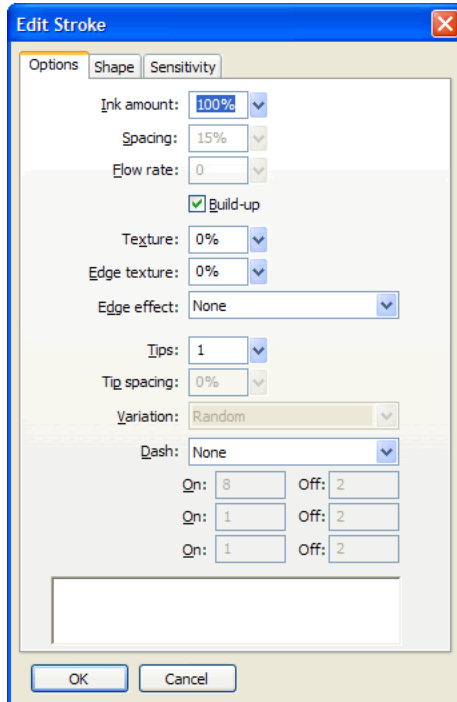 Edit Stroke
Options Shape Sensitivity
Ink amount: 100%
Spacing: 15%
Flow rate: 0
Build-up
Texture: 0%
Edge texture: 0%
Edge effect: None
Tips: 1
Tip spacing: 0%
Variation: Random
Dash: None
On: 8 Off: 2
On: 1 Off: 2
On: 1 Off: 2
OK Cancel